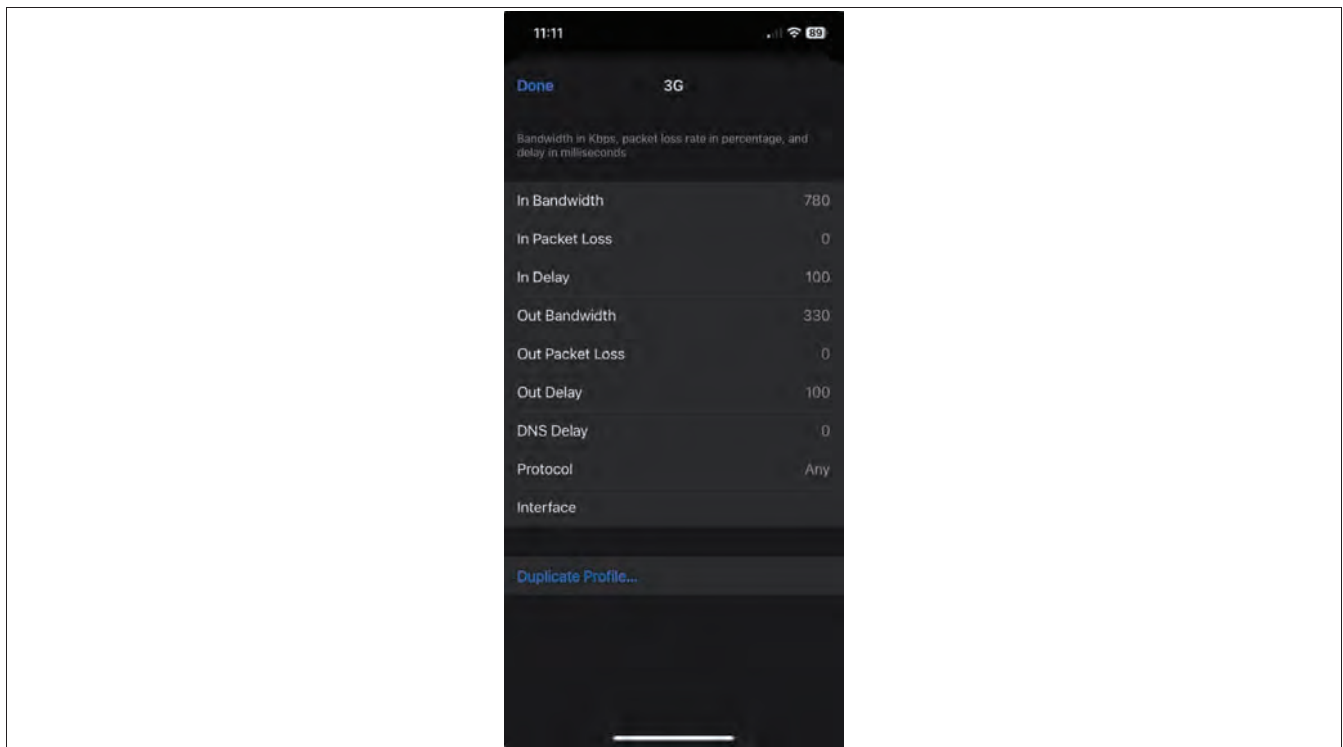 11:11
89
Done
3G
Bandwidth in Kbps, packet loss rate in percentage, and
delay in milliseconds
In Bandwidth 780
In Packet Loss 0
In Delay 100
Out Bandwidth 330
Out Packet Loss 0
Out Delay 100
DNS Delay 0
Protocol Any
Interface
Duplicate Profile...